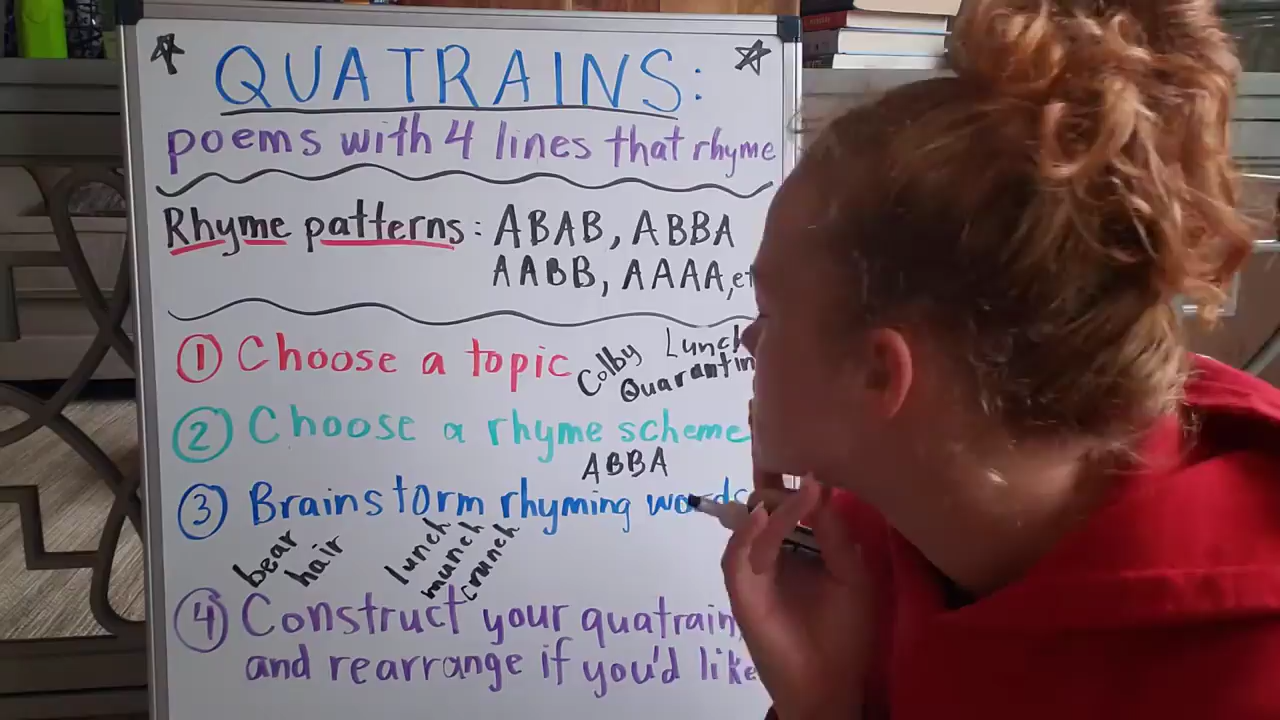 QUATRAINS:
poems with 4 lines that rhyme
Rhyme patterns: ABAB, ABBA
AABB, AAAA, et
① Choose a topic
Colby Lunch
Quarantin
② Choose a rhyme scheme
ABBA
③ Brainstorm rhyming words
bear
hair
lunch
munch
crunch
④ Construct your quatrain,
and rearrange if you'd like